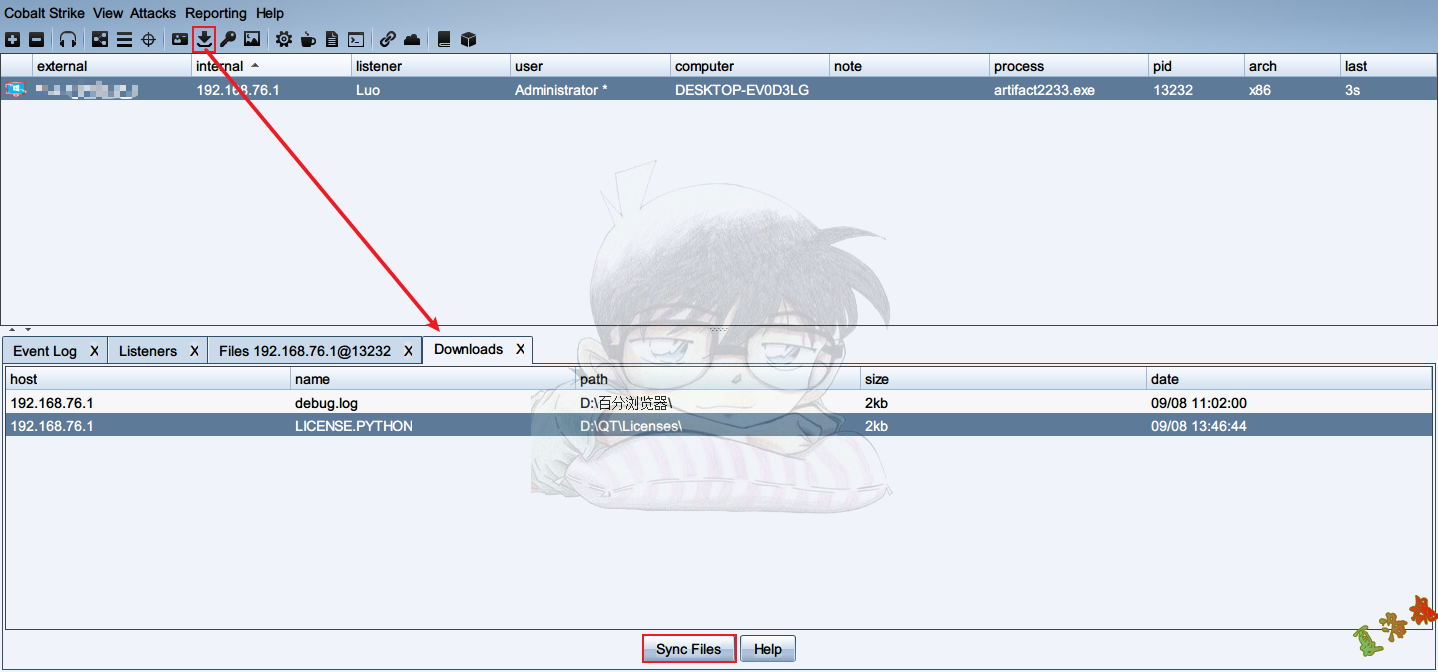 Cobalt Strike View Attacks Reporting Help
external internal listener user computer note process pid arch last
192.168.76.1 Luo Administrator * DESKTOP-EV0D3LG artifact2233.exe 13232 x86 3s
Event Log X Listeners X Files 192.168.76.1@13232 X Downloads X
host name path size date
192.168.76.1 debug.log D:\百分浏览器\ 2kb 09/08 11:02:00
192.168.76.1 LICENSE.PYTHON D:\QT\Licenses\ 2kb 09/08 13:46:44
Sync Files Help